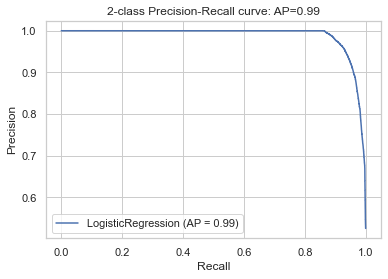 2-class Precision-Recall curve: AP=0.99
1.0
0.9
0.8
0.7
0.6
Precision
LogisticRegression (AP = 0.99)
0.0 0.2 0.4 0.6 0.8 1.0
Recall